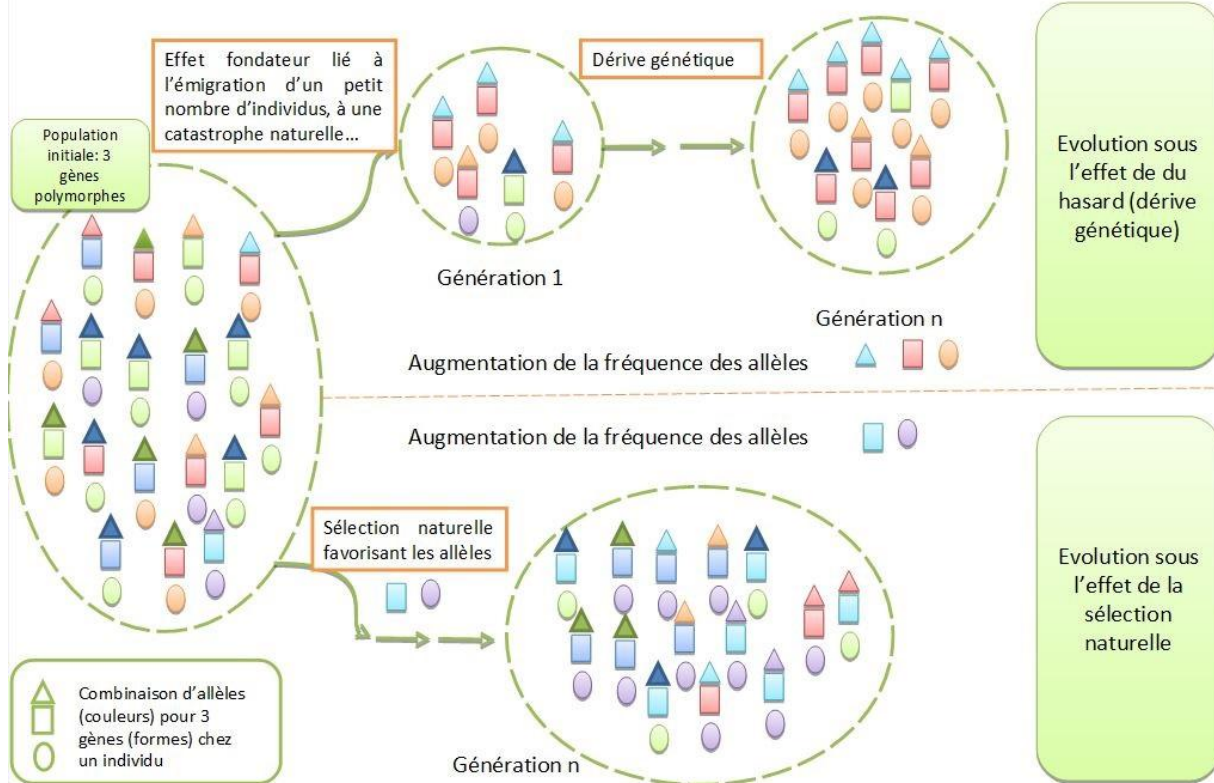 Effet fondateur lié à
l'émigration d'un petit
nombre d'individus, à une
catastrophe naturelle...
Dérive génétique
Population
initiale: 3
gènes
polymorphes
Evolution sous
l'effet de du
hasard (dérive
génétique)
Génération 1
Génération n
Augmentation de la fréquence des allèles
Augmentation de la fréquence des allèles
Sélection naturelle
favorisant les allèles
Evolution sous
l'effet de la
sélection
naturelle
Combinaison d'allèles
(couleurs) pour 3
gènes (formes) chez
un individu
Génération n